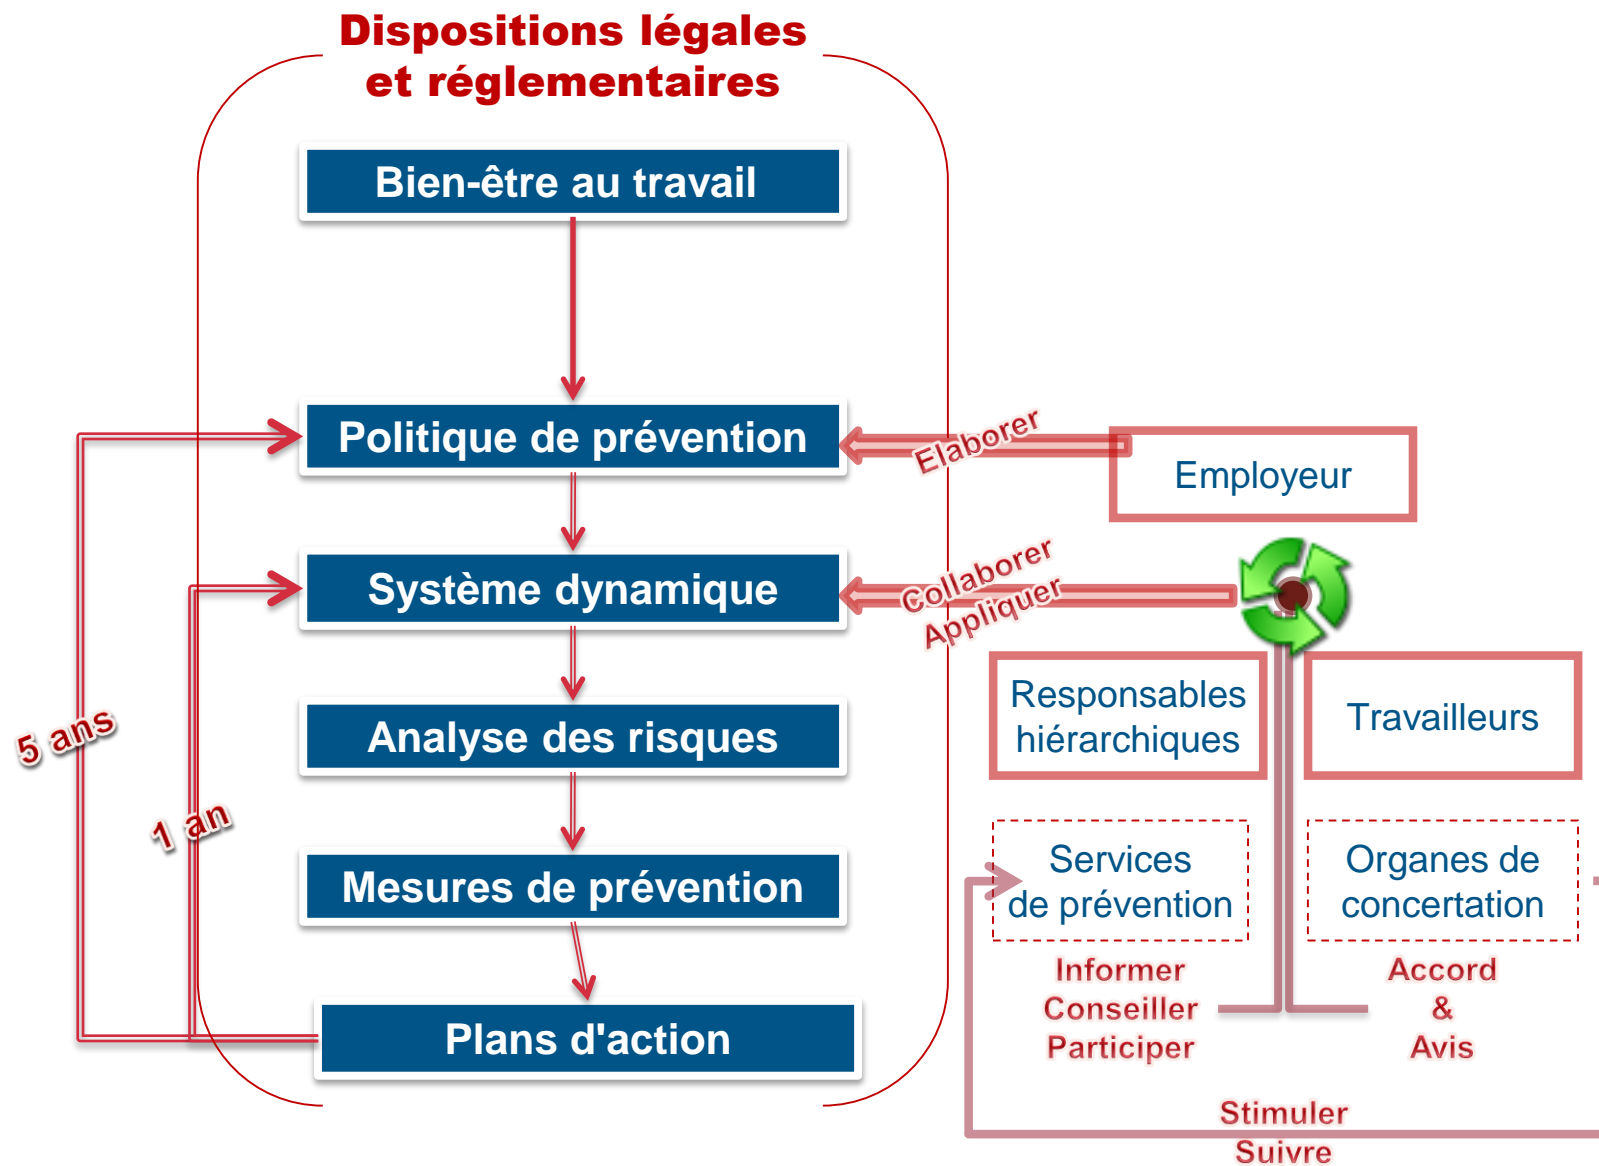 Dispositions légales
et réglementaires
Bien-être au travail
Politique de prévention
Elaborer
Employeur
Système dynamique
Collaborer
Appliquer
Analyse des risques
Responsables
hiérarchiques
Travailleurs
5 ans
1 an
Mesures de prévention
Services
de prévention
Organes de
concertation
Informer
Conseiller
Participer
Accord
&
Avis
Plans d'action
Stimuler
Suivre